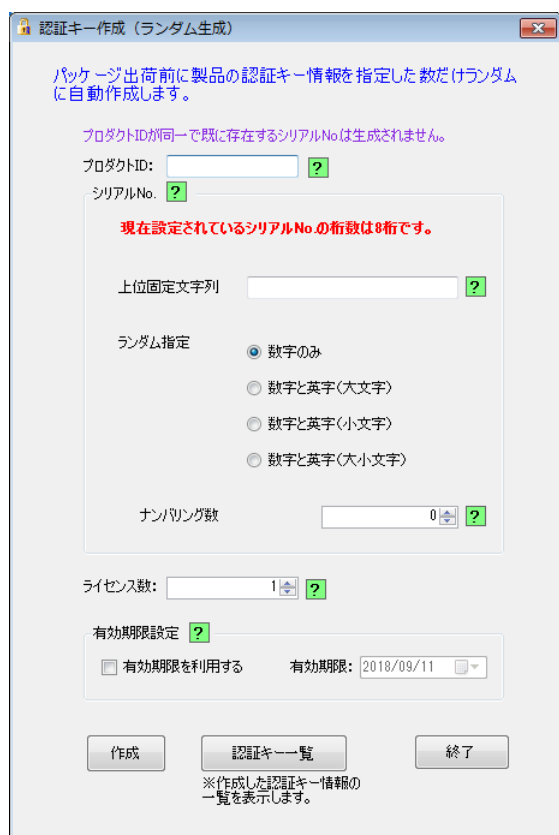 認証キー作成（ランダム生成）
パッケージ出荷前に製品の認証キー情報を指定した数だけランダム
に自動作成します。
プロダクトIDが同一で既に存在するシリアルNo.は生成されません。
プロダクトID: ?
シリアルNo. ?
現在設定されているシリアルNo.の桁数は8桁です。
上位固定文字列 ?
ランダム指定
数字のみ
数字と英字(大文字)
数字と英字(小文字)
数字と英字(大小文字)
ナンバリング数 0 ?
ライセンス数: 1 ?
有効期限設定 ?
有効期限を利用する 有効期限: 2018/09/11
作成 認証キー一覧 終了
※作成した認証キー情報の
一覧を表示します。